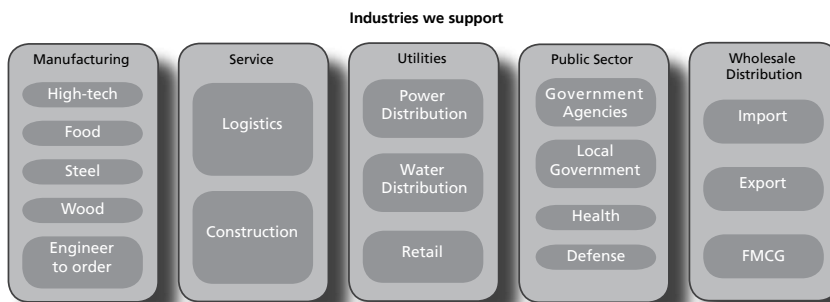 Industries we support
Manufacturing
High-tech
Food
Steel
Wood
Engineer
to order
Service
Logistics
Construction
Utilities
Power
Distribution
Water
Distribution
Retail
Public Sector
Government
Agencies
Local
Government
Health
Defense
Wholesale
Distribution
Import
Export
FMCG